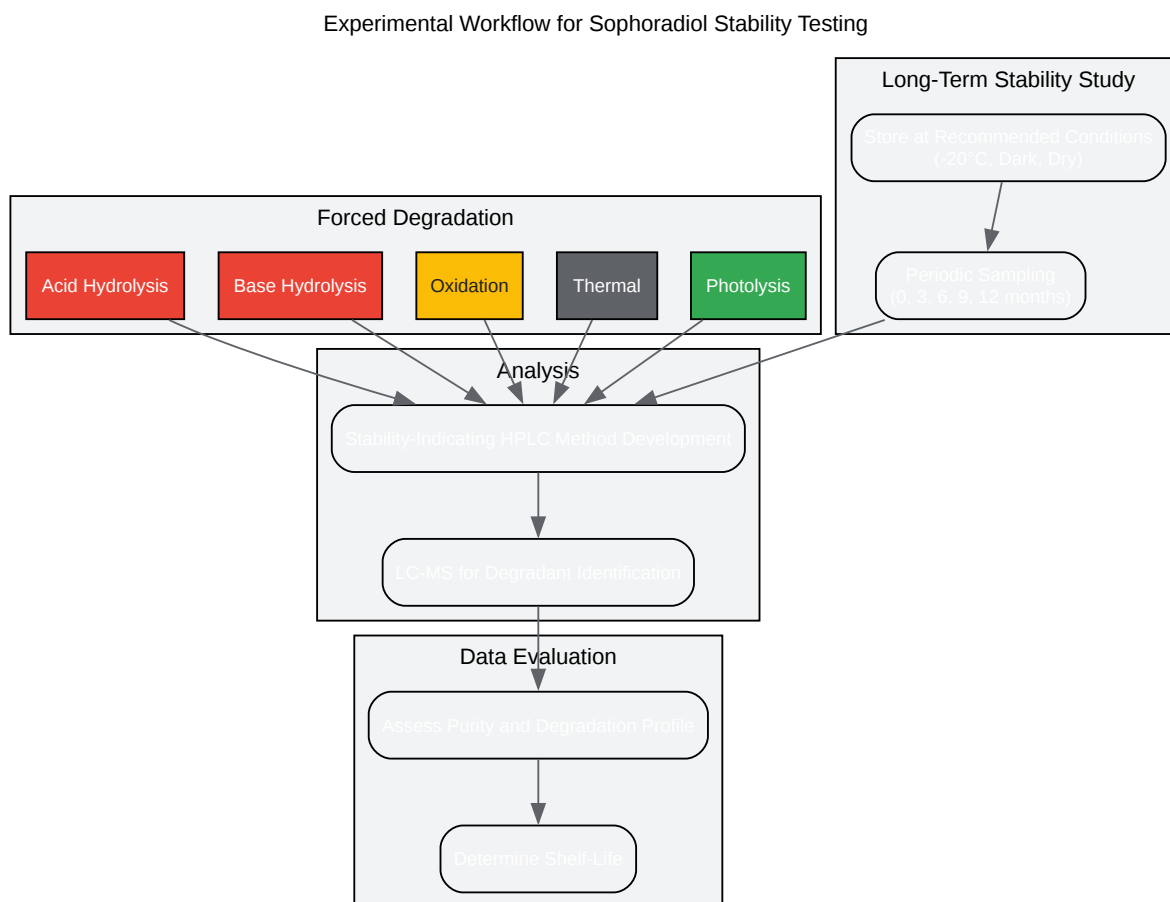 Experimental Workflow for Sophoradiol Stability Testing
Long-Term Stability Study
Store at Recommended Conditions
(-20°C, Dark, Dry)
Forced Degradation
Acid Hydrolysis
Base Hydrolysis
Oxidation
Thermal
Photolysis
Periodic Sampling
(0, 3, 6, 9, 12 months)
Analysis
Stability-Indicating HPLC Method Development
LC-MS for Degradant Identification
Data Evaluation
Assess Purity and Degradation Profile
Determine Shelf-Life